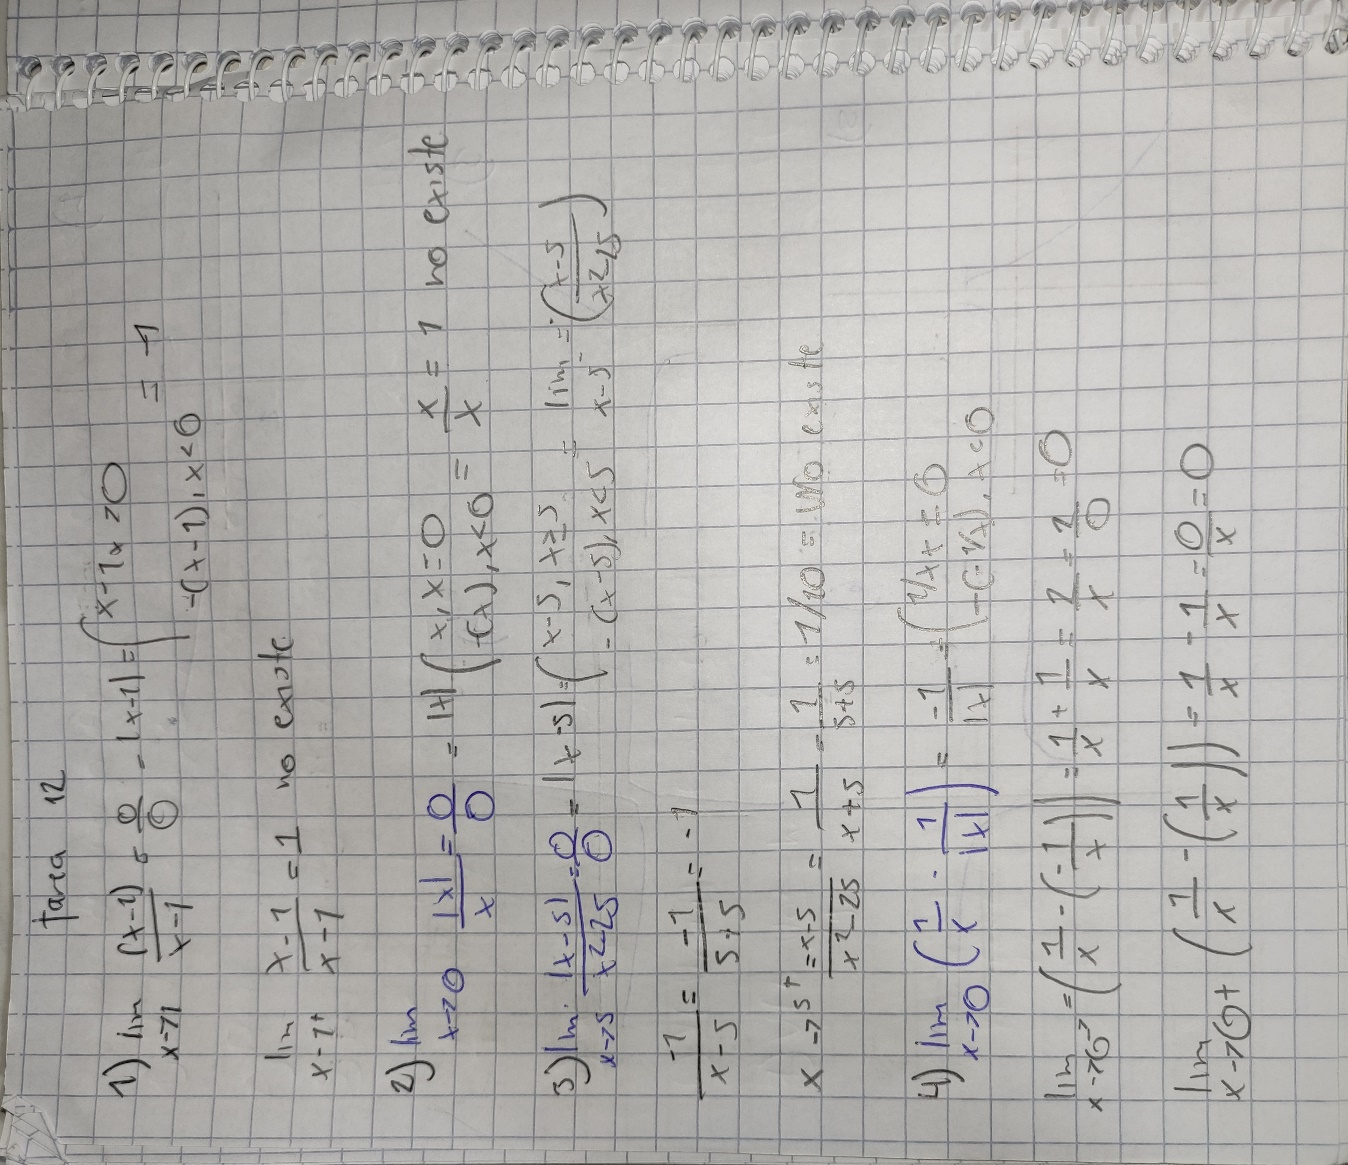 tarea 12
1) lim x→1 (x-1)/(x-1) = 0/0 = |x-1| = { x-1 x≥0
-(x-1), x<0 = -1
lim x→1⁺ (x-1)/(x-1) = 1 no existe
2) lim x→0 |x|/x = 0/0 = |x| { x, x=0
-(x), x<0 = x/x = 1 no existe
3) lim x→5 |x-5|/(x²-25) = 0/0 = |x-5| = { x-5, x≥5
-(x-5), x<5 = lim x-5⁻ = -(x-5/x²-25)
-1/(x-5) = -1/(5+5) = -1
x→5⁺ = x-5/(x²-25) = 1/(x+5) = 1/(5+5) = 1/10 = No existe
4) lim x→0 (1/x - 1/|x|) = -1/|x| = { 1/x x=0
-(-1/x), x<0
lim x→0⁻ = (1/x - (-1/x)) = 1/x + 1/x = 2/x = 2/0 = 0
lim x→0+ (1/x - (1/x)) = 1/x - 1/x = 0/x = 0